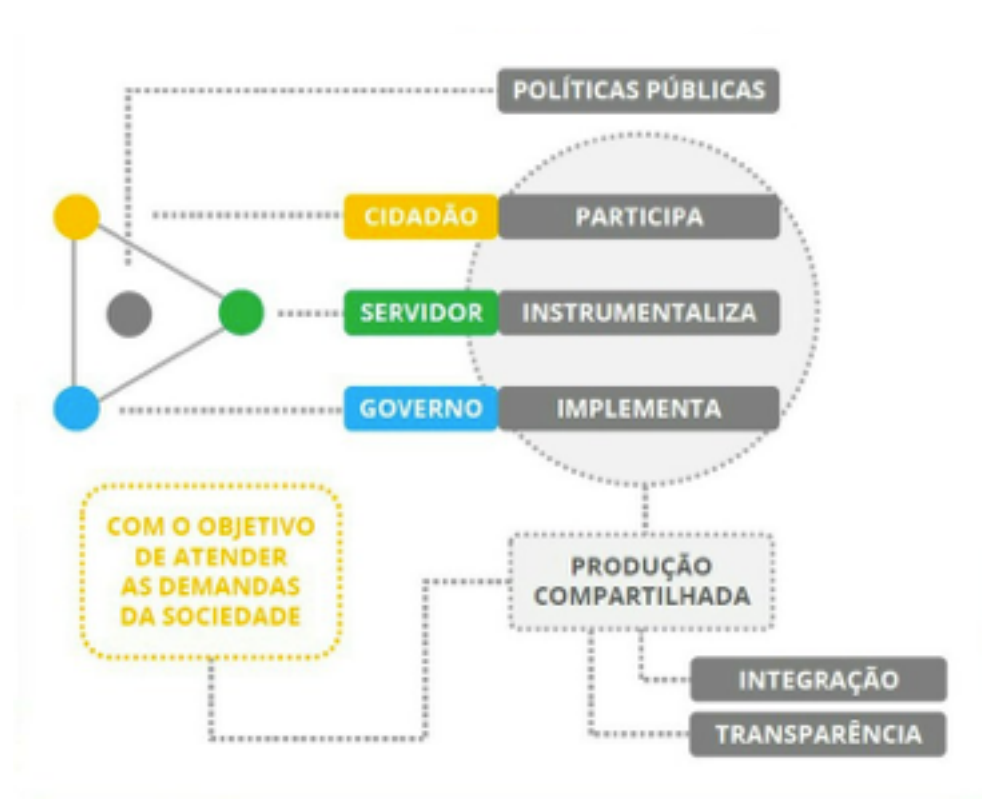 POLÍTICAS PÚBLICAS
CIDADÃO PARTICIPA
SERVIDOR INSTRUMENTALIZA
GOVERNO IMPLEMENTA
COM O OBJETIVO
DE ATENDER
AS DEMANDAS
DA SOCIEDADE
PRODUÇÃO
COMPARTILHADA
INTEGRAÇÃO
TRANSPARÊNCIA